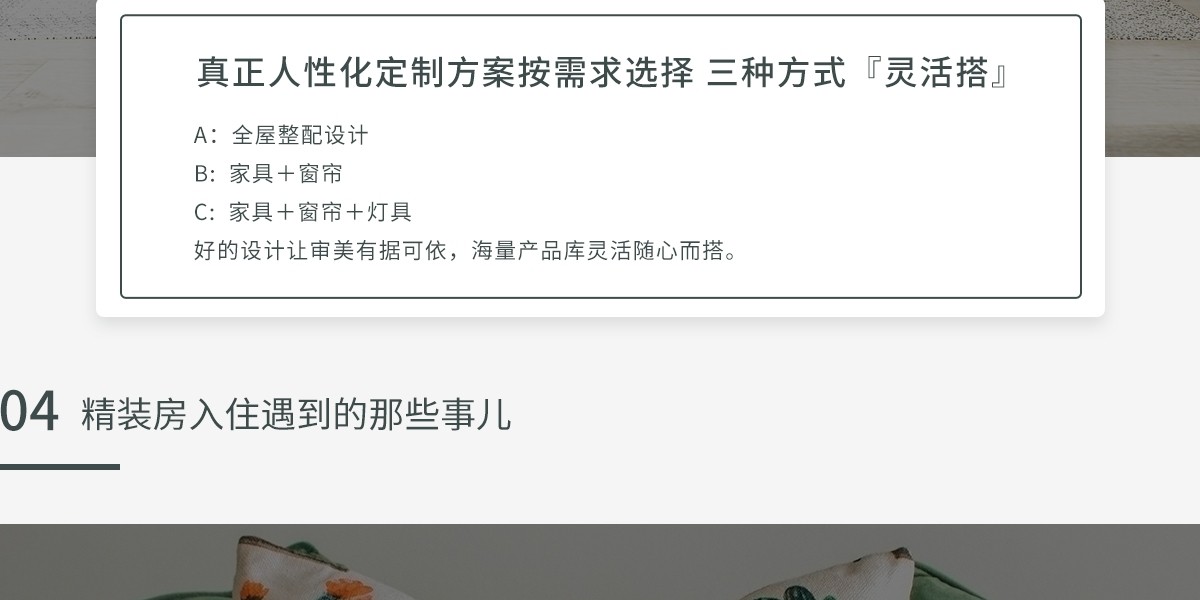 真正人性化定制方案按需求选择 三种方式『灵活搭』
A：全屋整配设计
B：家具＋窗帘
C：家具＋窗帘＋灯具
好的设计让审美有据可依，海量产品库灵活随心而搭。
04 精装房入住遇到的那些事儿